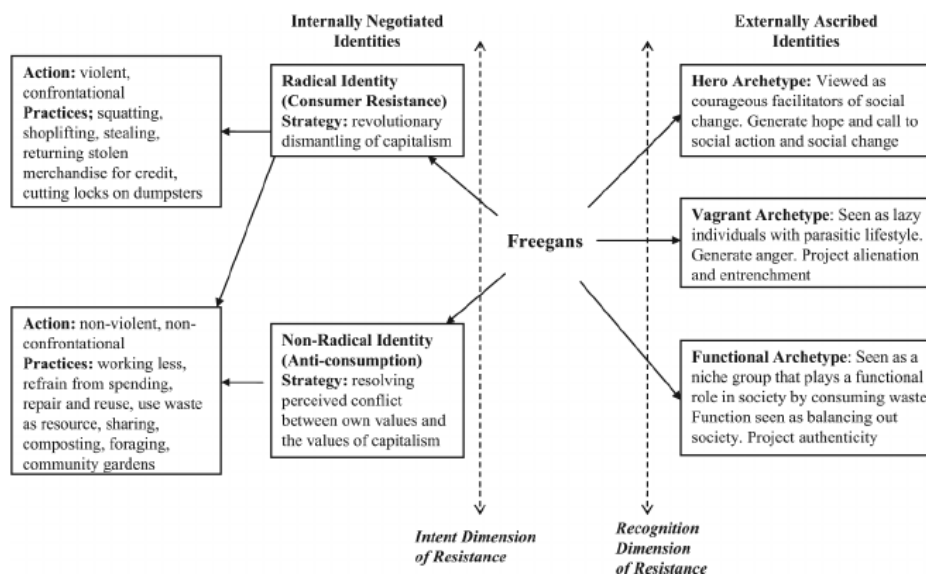 Internally Negotiated
Identities
Externally Ascribed
Identities
Action: violent,
confrontational
Practices; squatting,
shoplifting, stealing,
returning stolen
merchandise for credit,
cutting locks on dumpsters
Radical Identity
(Consumer Resistance)
Strategy: revolutionary
dismantling of capitalism
Hero Archetype: Viewed as
courageous facilitators of social
change. Generate hope and call to
social action and social change
Freegans
Vagrant Archetype: Seen as lazy
individuals with parasitic lifestyle.
Generate anger. Project alienation
and entrenchment
Action: non-violent, non-
confrontational
Practices: working less,
refrain from spending,
repair and reuse, use waste
as resource, sharing,
composting, foraging,
community gardens
Non-Radical Identity
(Anti-consumption)
Strategy: resolving
perceived conflict
between own values and
the values of capitalism
Functional Archetype: Seen as a
niche group that plays a functional
role in society by consuming waste
Function seen as balancing out
society. Project authenticity
Intent Dimension
of Resistance
Recognition
Dimension
of Resistance